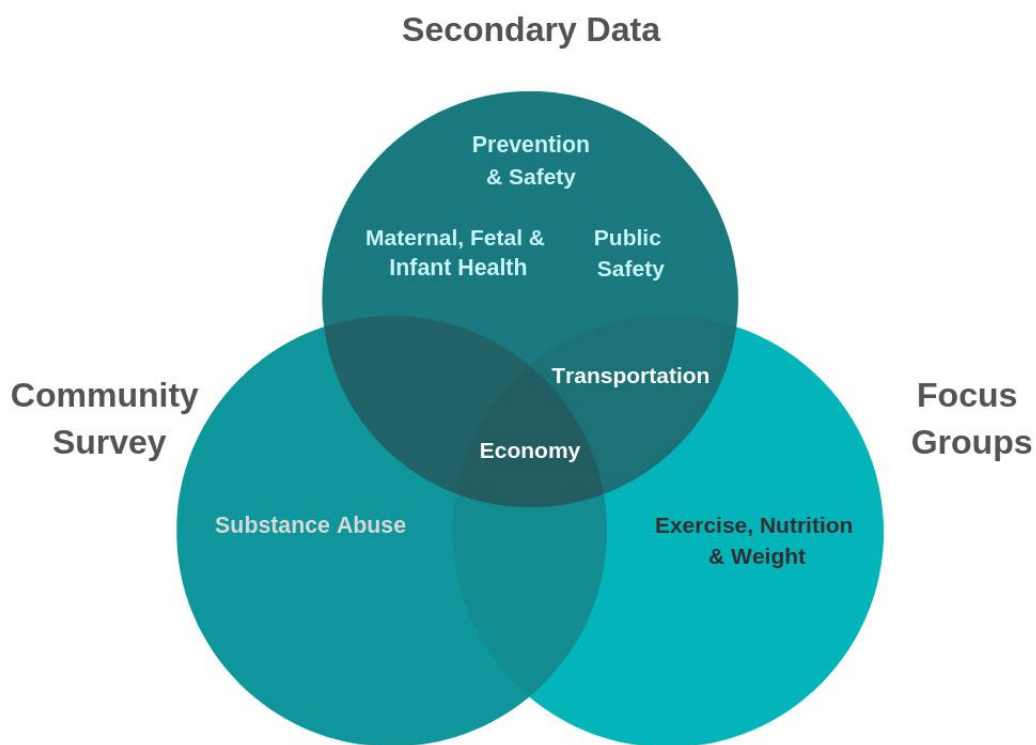 Secondary Data
Prevention
& Safety
Maternal, Fetal &
Infant Health
Public
Safety
Community
Survey
Transportation
Focus
Groups
Economy
Substance Abuse
Exercise, Nutrition
& Weight